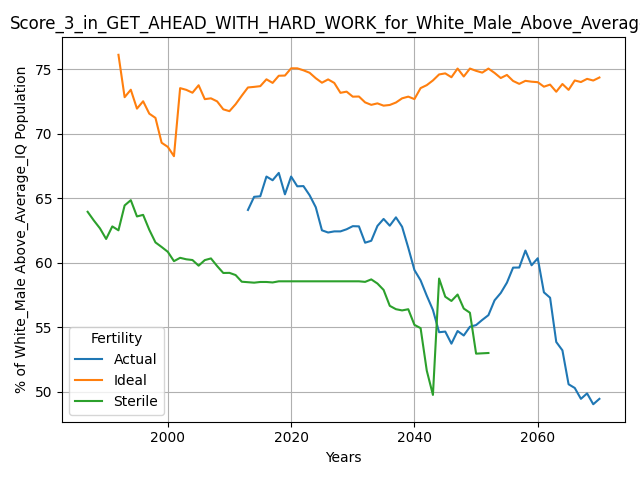 Score_3_in_GET_AHEAD_WITH_HARD_WORK_for_White_Male_Above_Averag
% of White_Male Above_Average_IQ Population
75
70
65
60
55
50
Fertility
Actual
Ideal
Sterile
2000
2020
2040
2060
Years